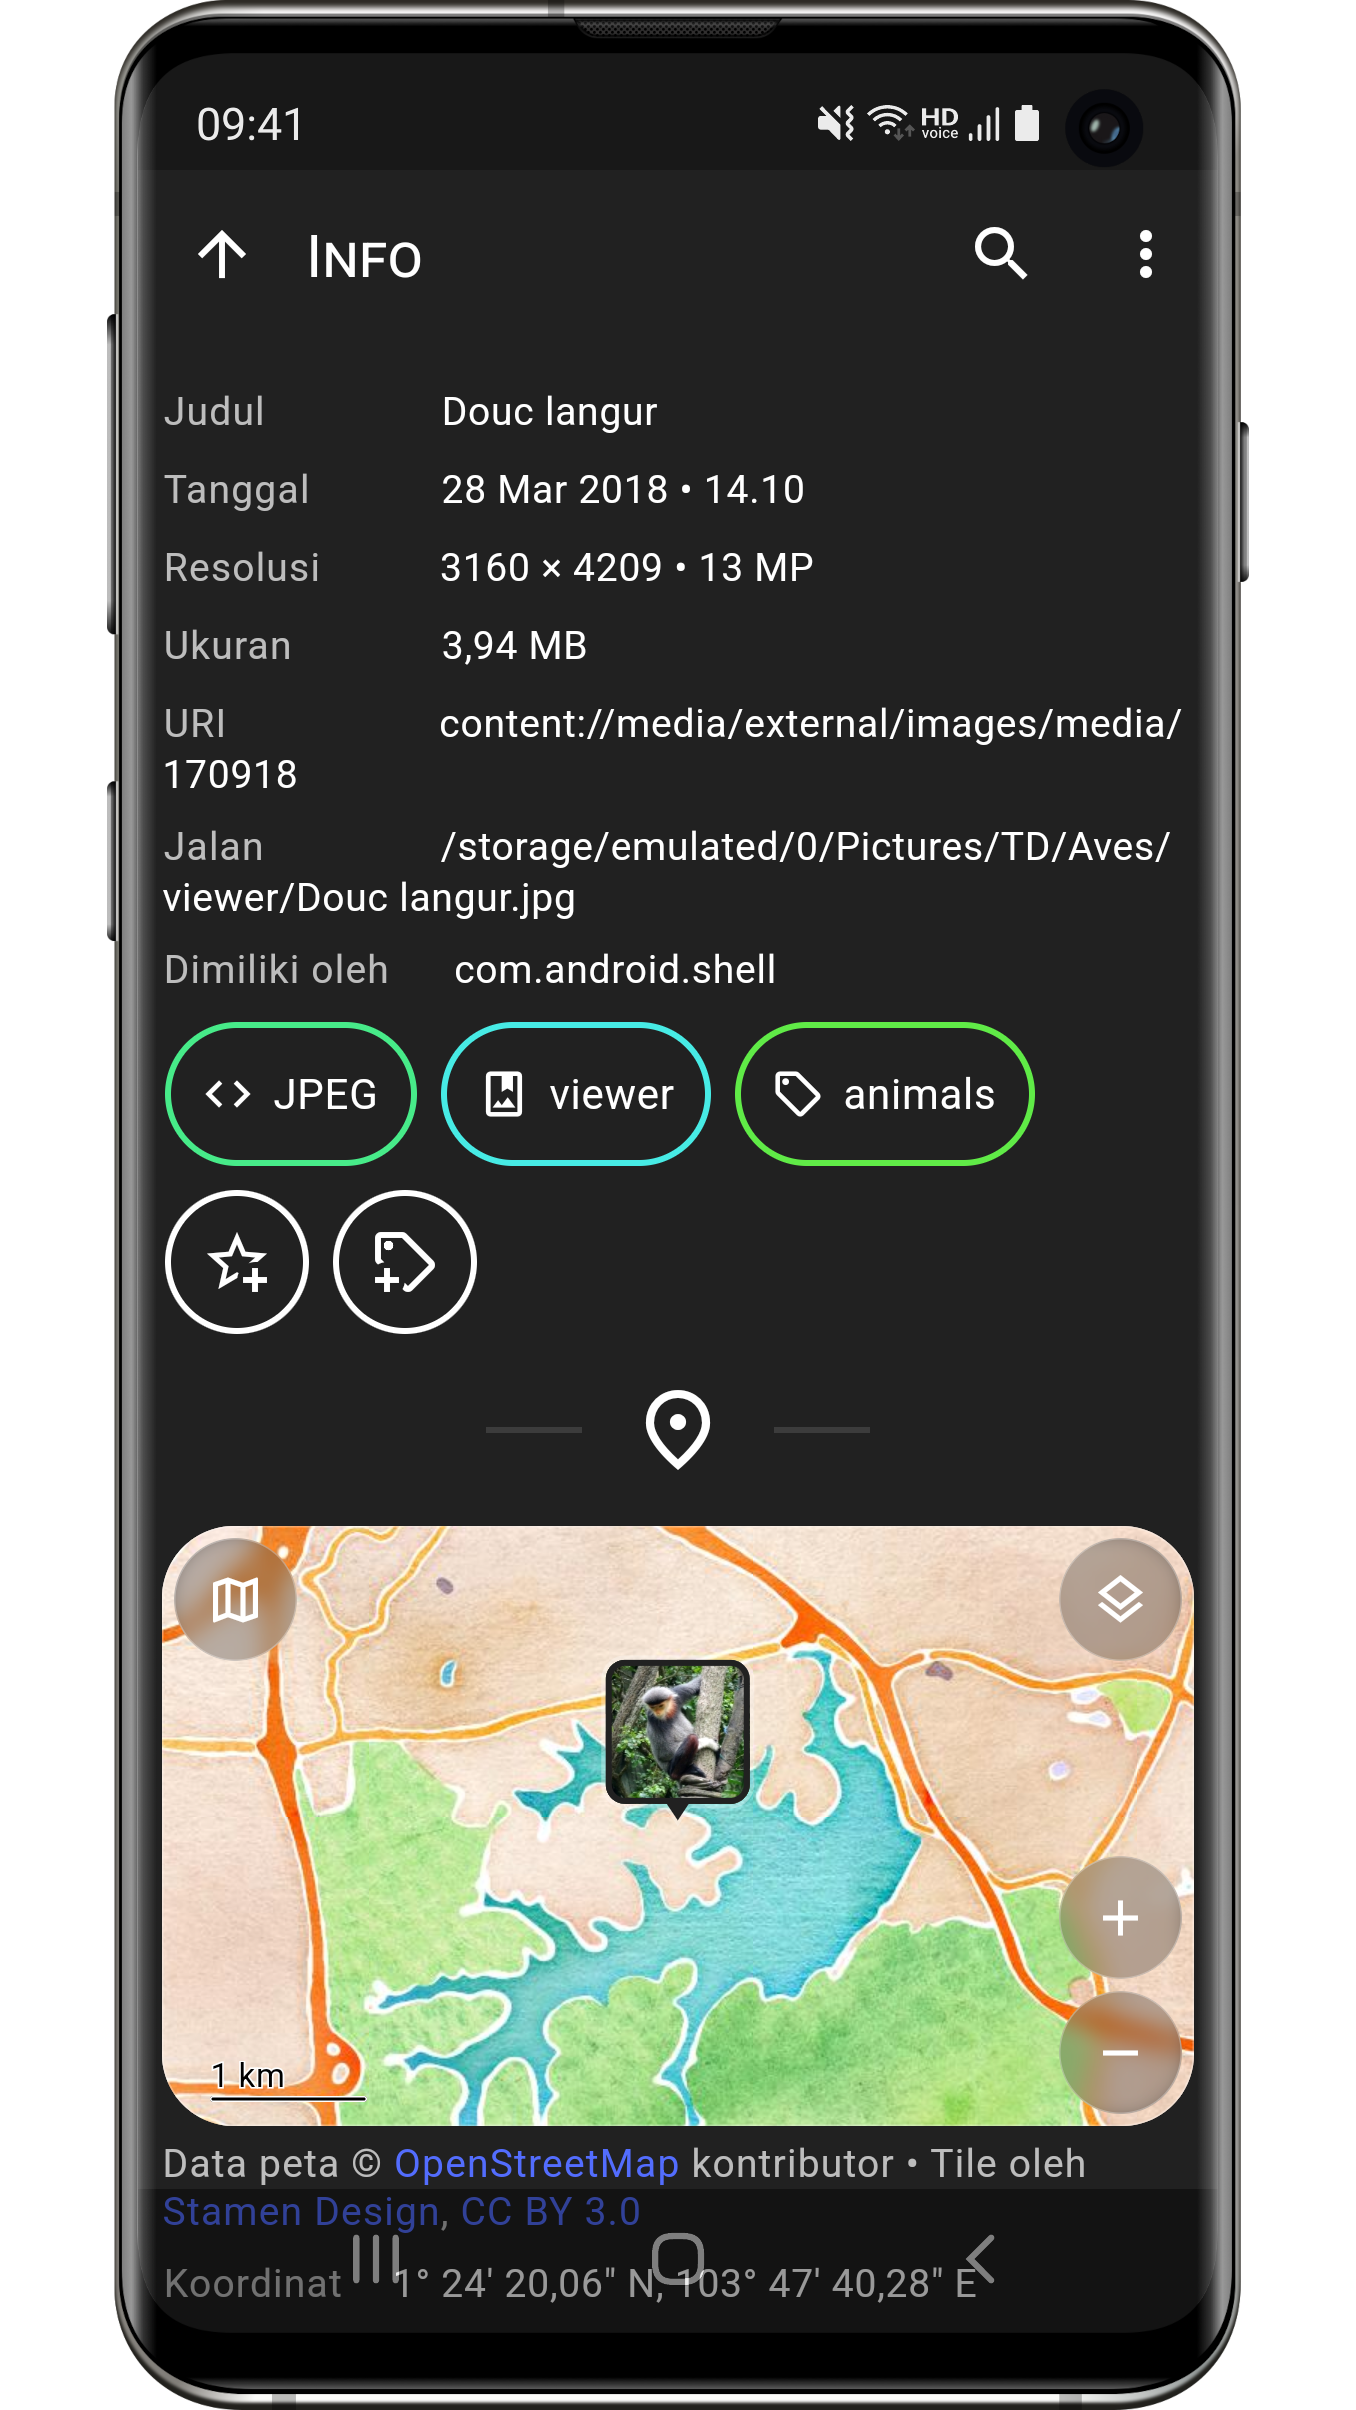 09:41
HD
voice
INFO
Judul Douc langur
Tanggal 28 Mar 2018 • 14.10
Resolusi 3160 × 4209 • 13 MP
Ukuran 3,94 MB
URI content://media/external/images/media/
170918
Jalan /storage/emulated/0/Pictures/TD/Aves/
viewer/Douc langur.jpg
Dimiliki oleh com.android.shell
JPEG viewer animals
1 km
Data peta © OpenStreetMap kontributor • Tile oleh
Stamen Design, CC BY 3.0
Koordinat 1° 24' 20,06" N, 103° 47' 40,28" E